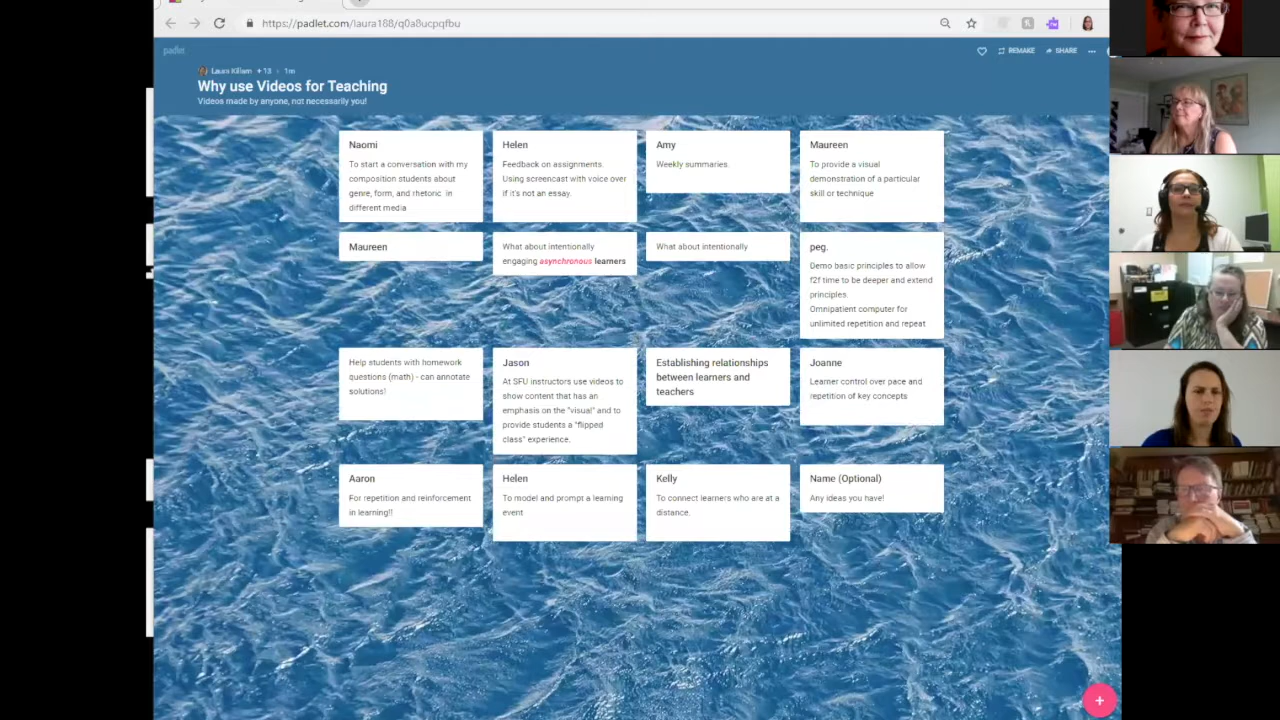 https://padlet.com/laura188/q0a8ucpqfbu
padlet
REMAKE
SHARE
Laura Killam +13 · 1m
Why use Videos for Teaching
Videos made by anyone, not necessarily you!
Naomi
To start a conversation with my
composition students about
genre, form, and rhetoric in
different media
Helen
Feedback on assignments.
Using screencast with voice over
if it's not an essay.
Amy
Weekly summaries.
Maureen
To provide a visual
demonstration of a particular
skill or technique
Maureen
What about intentionally
engaging asynchronous learners
What about intentionally
peg.
Demo basic principles to allow
f2f time to be deeper and extend
principles.
Omnipatient computer for
unlimited repetition and repeat
Help students with homework
questions (math) - can annotate
solutions!
Jason
At SFU instructors use videos to
show content that has an
emphasis on the "visual" and to
provide students a "flipped
class" experience.
Establishing relationships
between learners and
teachers
Joanne
Learner control over pace and
repetition of key concepts
Aaron
For repetition and reinforcement
in learning!!
Helen
To model and prompt a learning
event
Kelly
To connect learners who are at a
distance.
Name (Optional)
Any ideas you have!